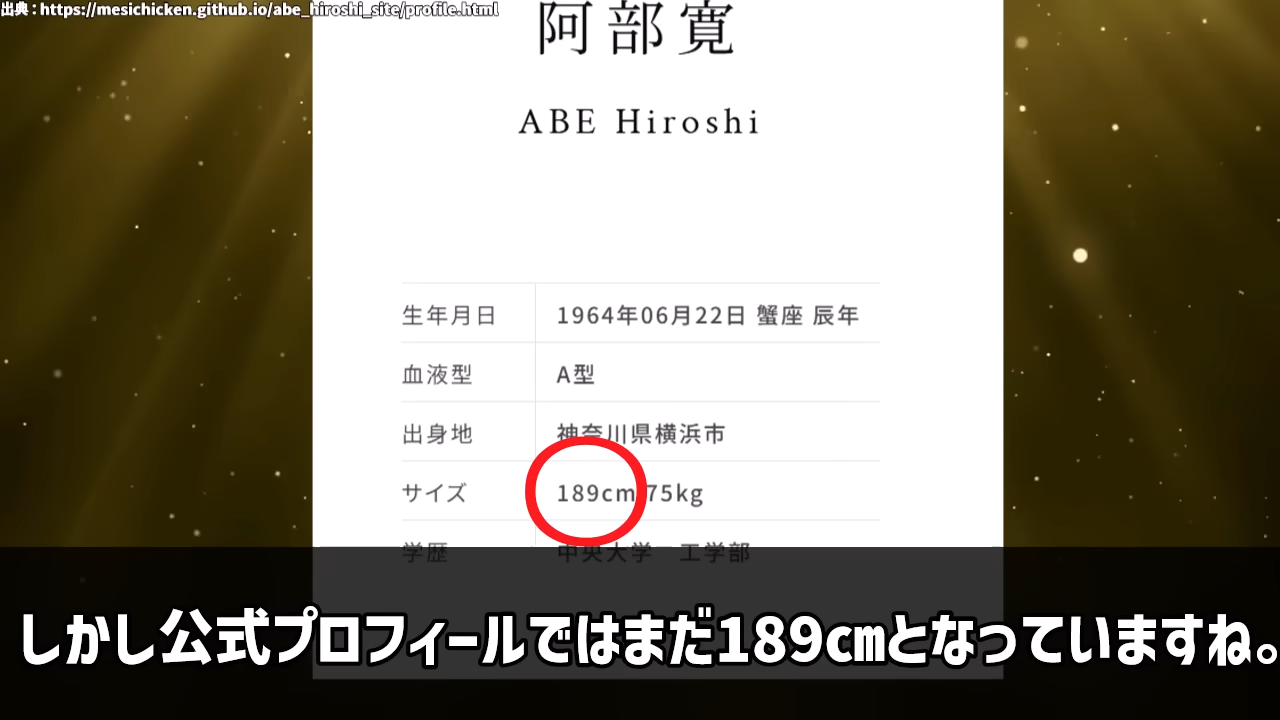 出典：https://mesichicken.github.io/abe_hiroshi_site/profile.html
阿部寛
ABE Hiroshi
生年月日 1964年06月22日 蟹座 辰年
血液型 A型
出身地 神奈川県横浜市
サイズ 189cm 75kg
学歴 中央大学　工学部
しかし公式プロフィールではまだ189㎝となっていますね。